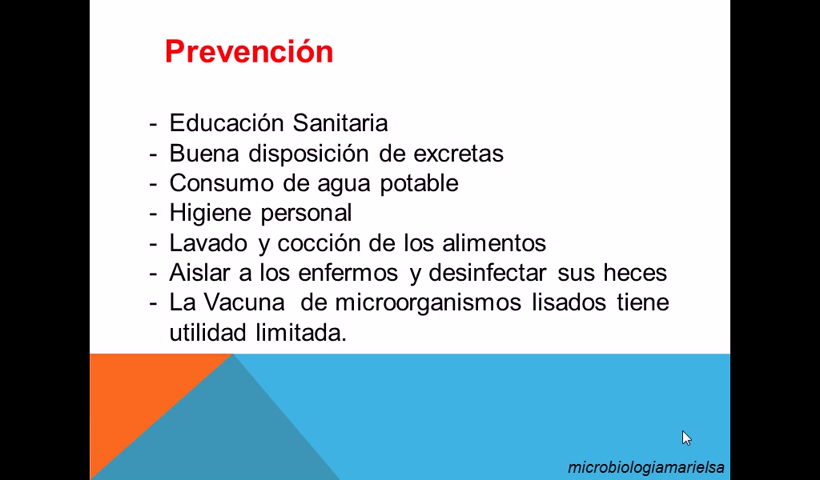 Prevención
- Educación Sanitaria
- Buena disposición de excretas
- Consumo de agua potable
- Higiene personal
- Lavado y cocción de los alimentos
- Aislar a los enfermos y desinfectar sus heces
- La Vacuna de microorganismos lisados tiene
utilidad limitada.
microbiologiamarielsa